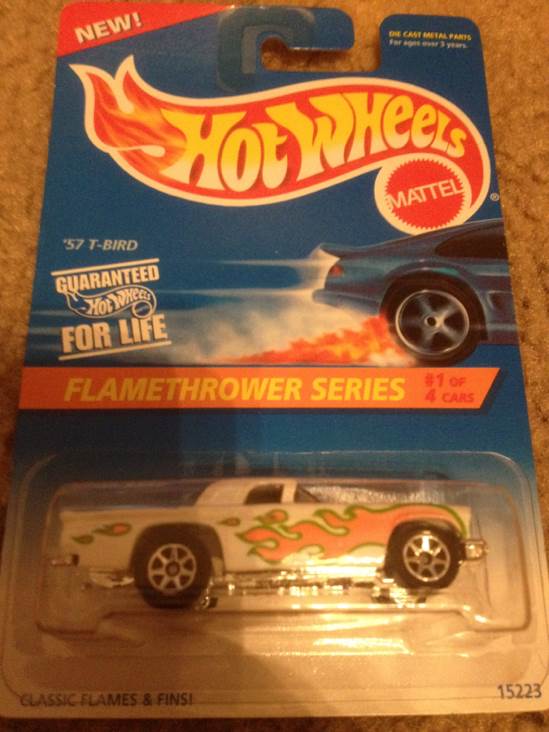 NEW!
DIE CAST METAL PARTS
For ages over 3 years.
HOT WHEELS
MATTEL
®
'57 T-BIRD
GUARANTEED
HOT WHEELS
FOR LIFE
FLAMETHROWER SERIES
#1 OF
4 CARS
CLASSIC FLAMES & FINS!
15223